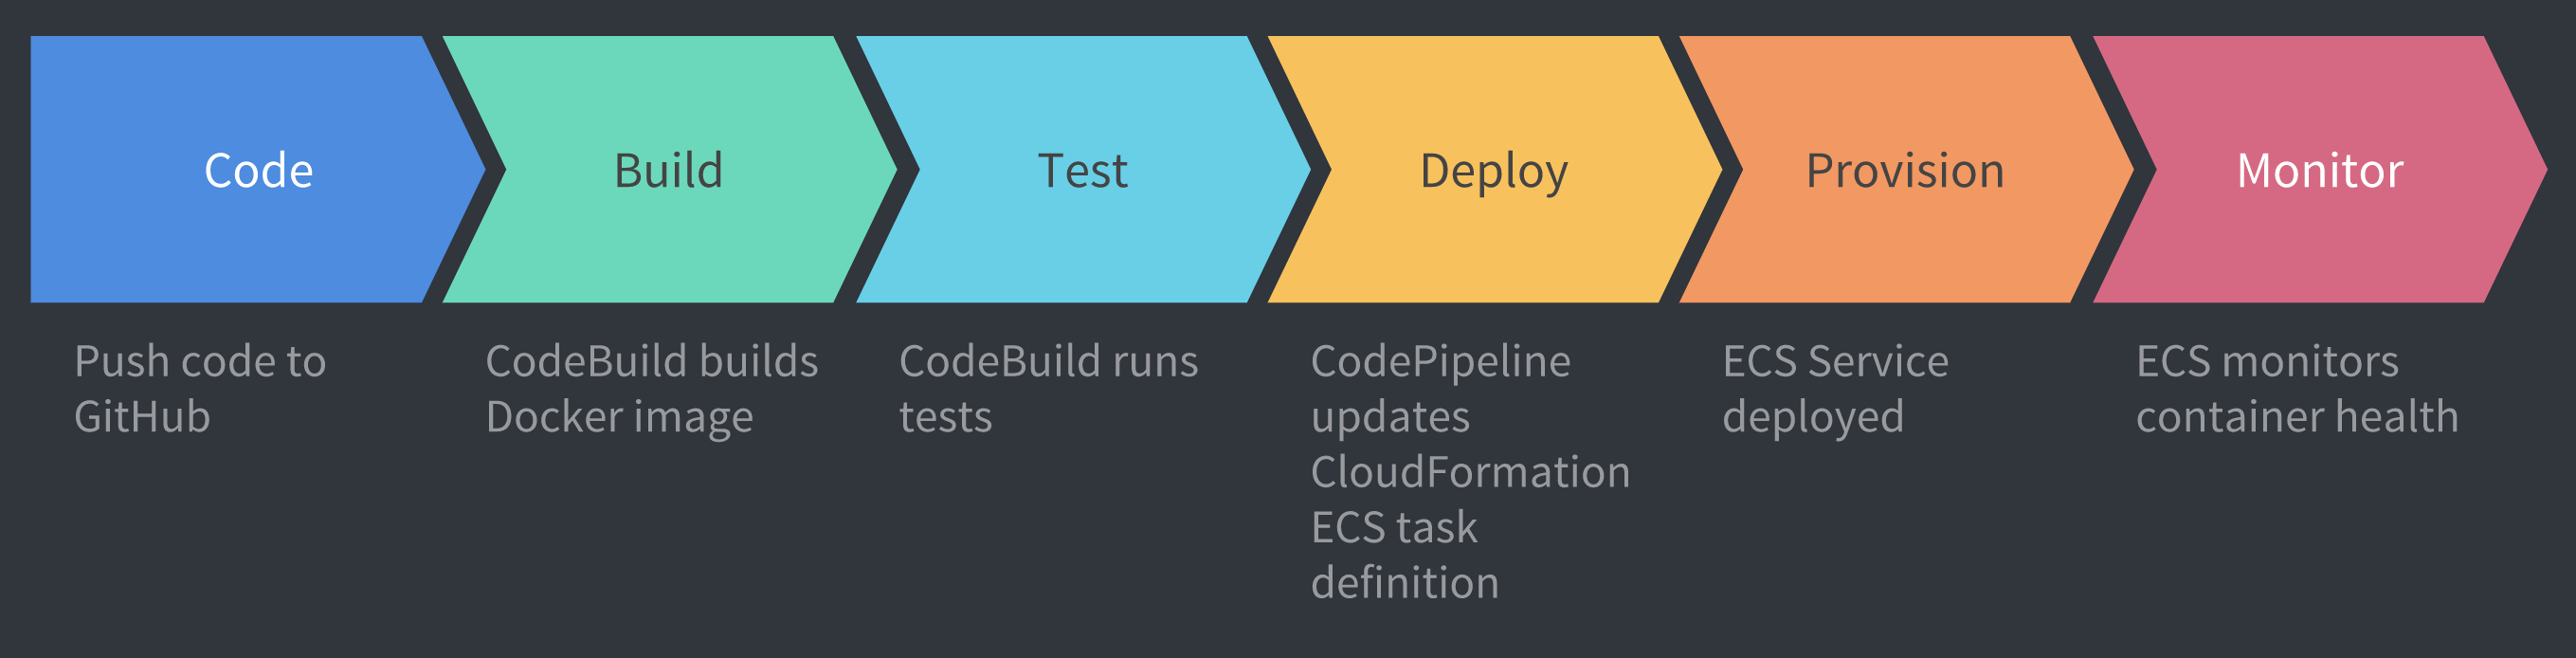 Code
Build
Test
Deploy
Provision
Monitor
Push code to
GitHub
CodeBuild builds
Docker image
CodeBuild runs
tests
CodePipeline
updates
CloudFormation
ECS task
definition
ECS Service
deployed
ECS monitors
container health